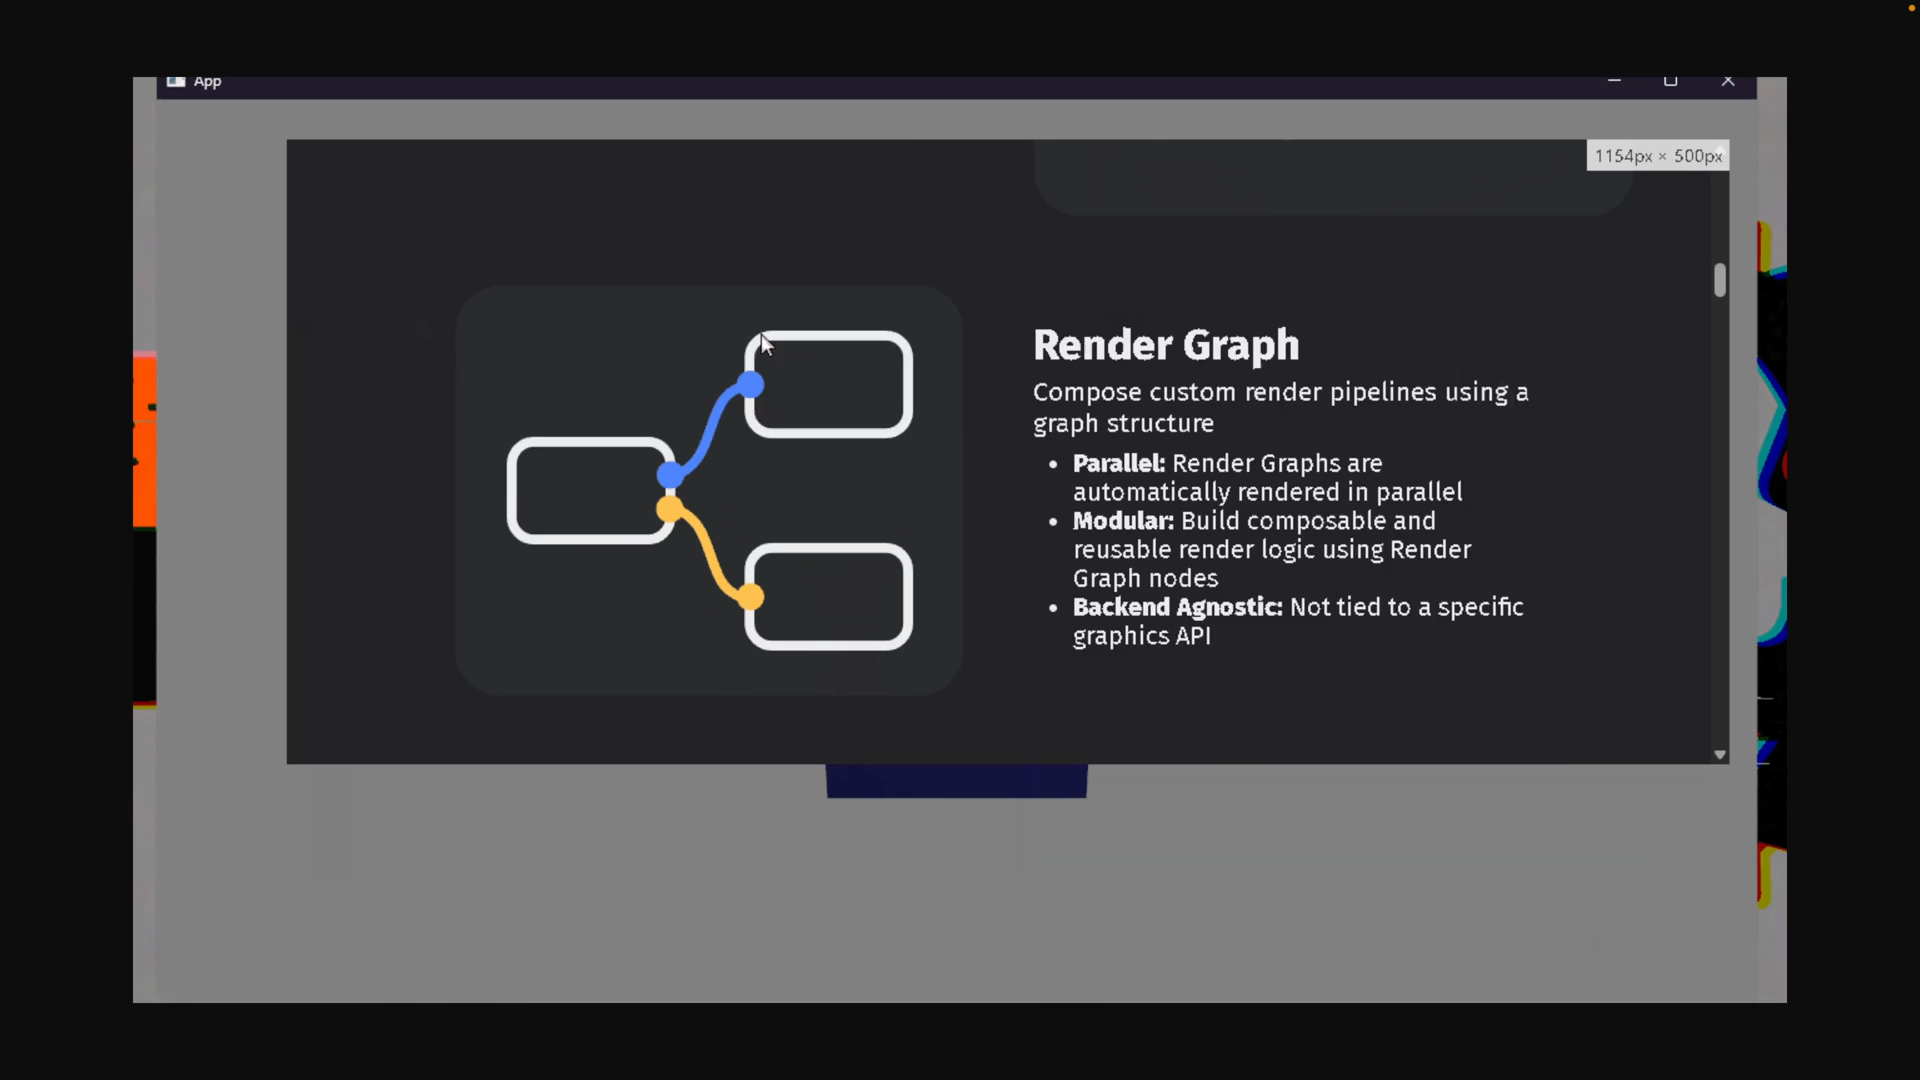 App
1154px × 500px
Render Graph
Compose custom render pipelines using a
graph structure
• Parallel: Render Graphs are
automatically rendered in parallel
• Modular: Build composable and
reusable render logic using Render
Graph nodes
• Backend Agnostic: Not tied to a specific
graphics API